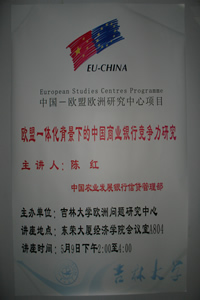 EU-CHINA
European Studies Centres Programme
中国-欧盟欧洲研究中心项目
欧盟一体化背景下的中国商业银行竞争力研究
主讲人：陈 红
中国农业发展银行信贷管理部
主办单位：吉林大学欧洲问题研究中心
讲座地点：东荣大厦经济学院会议室A804
讲座时间：5月9日下午2:00至4:00
吉林大学